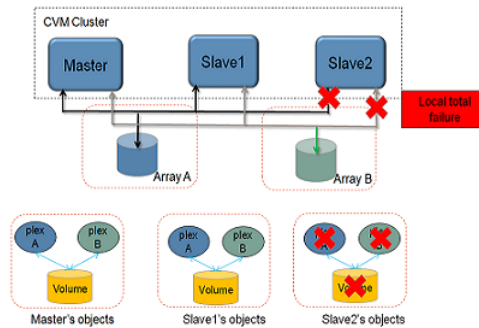 CVM Cluster
Master
Slave1
Slave2
Local total
failure
Array A
Array B
plex
A
plex
B
Volume
Master's objects
plex
A
plex
B
Volume
Slave1's objects
A
B
Volume
Slave2's objects